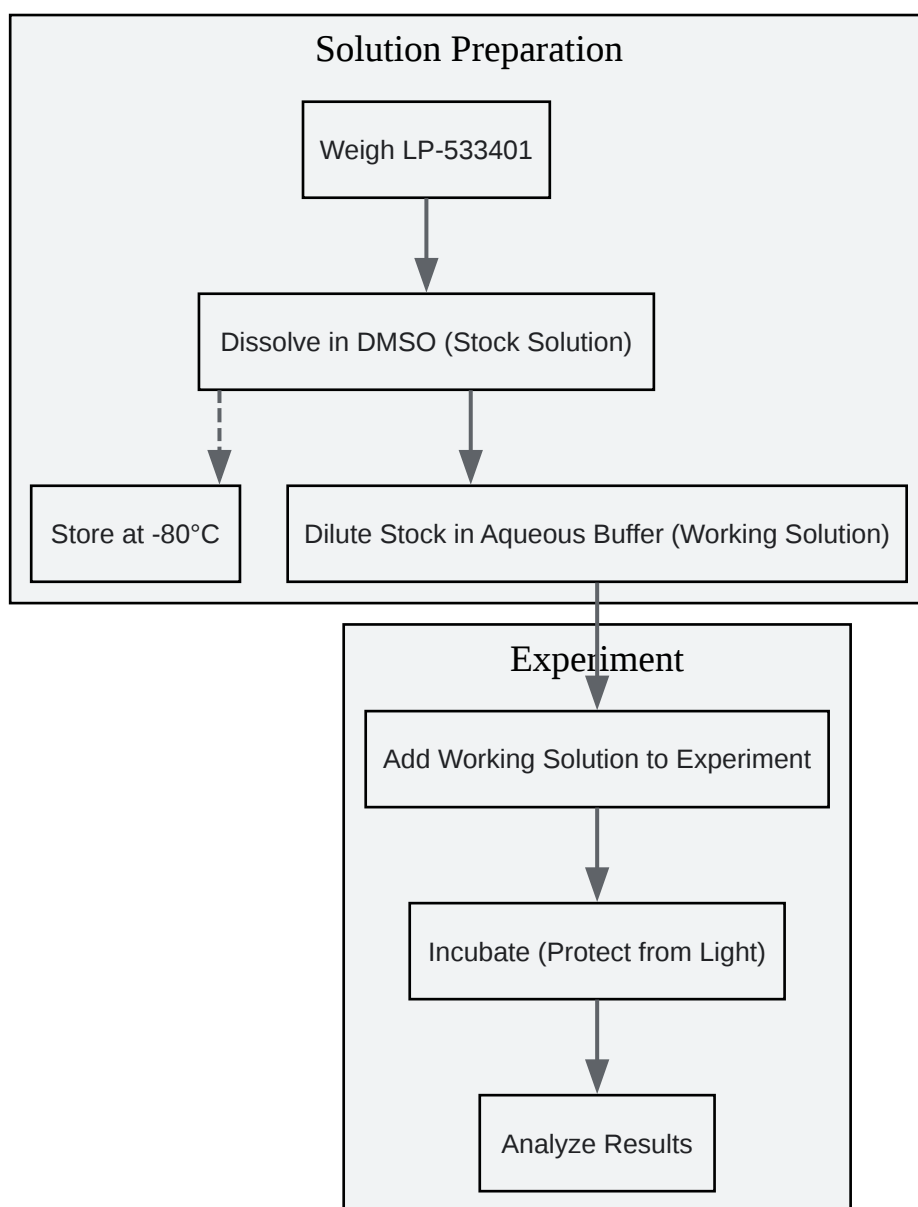 Solution Preparation
Weigh LP-533401
Dissolve in DMSO (Stock Solution)
Store at -80°C
Dilute Stock in Aqueous Buffer (Working Solution)
Experiment
Add Working Solution to Experiment
Incubate (Protect from Light)
Analyze Results